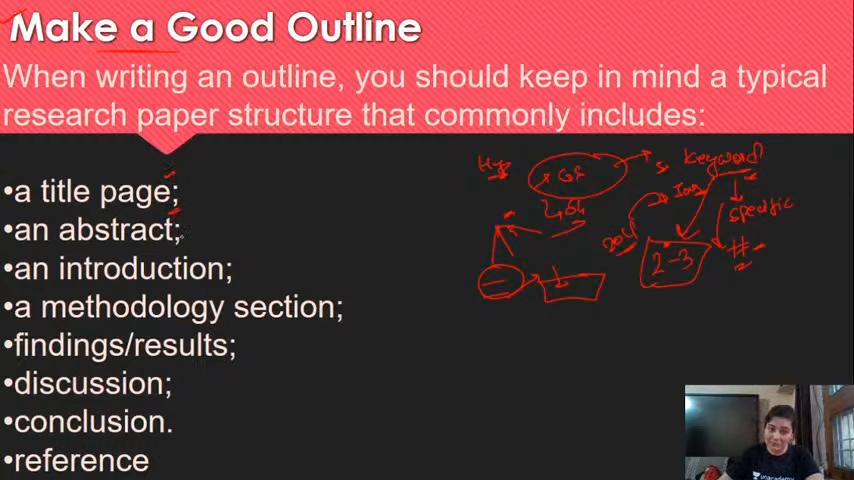 Make a Good Outline
When writing an outline, you should keep in mind a typical
research paper structure that commonly includes:
•a title page;
•an abstract;
•an introduction;
•a methodology section;
•findings/results;
•discussion;
•conclusion.
•reference
Keyword
specific
#
2-3
unacademy